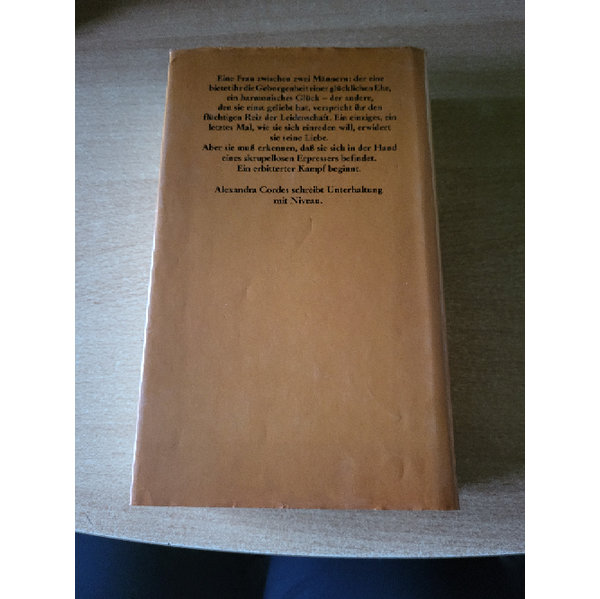 Eine Frau zwischen zwei Männern: der eine
bietet ihr die Geborgenheit einer glücklichen Ehe,
ein harmonisches Glück – der andere,
den sie einst geliebt hat, verspricht ihr den
flüchtigen Reiz der Leidenschaft. Ein einziges, ein
letztes Mal, wie sie sich einreden will, erwidert
sie seine Liebe.
Aber sie muß erkennen, daß sie sich in der Hand
eines skrupellosen Erpressers befindet.
Ein erbitterter Kampf beginnt.
Alexandra Cordes schreibt Unterhaltung
mit Niveau.